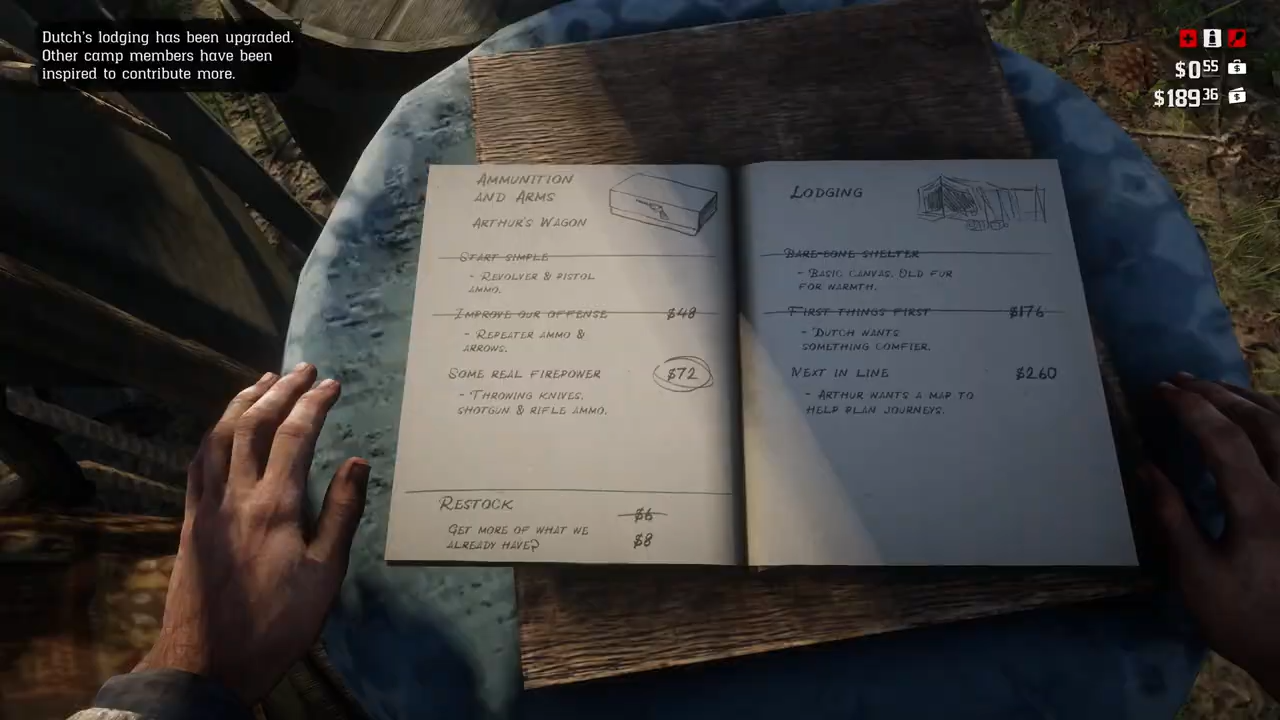 Dutch's lodging has been upgraded.
Other camp members have been
inspired to contribute more.
$0 55
$189 36
AMMUNITION
AND ARMS
ARTHUR'S WAGON
START SIMPLE
- REVOLVER & PISTOL
AMMO.
IMPROVE OUR OFFENSE $48
- REPEATER AMMO &
ARROWS.
SOME REAL FIREPOWER $72
- THROWING KNIVES,
SHOTGUN & RIFLE AMMO.
RESTOCK $6
GET MORE OF WHAT WE
ALREADY HAVE? $8
LODGING
BARE-BONE SHELTER
- BASIC CANVAS. OLD FUR
FOR WARMTH.
FIRST THINGS FIRST $176
- DUTCH WANTS
SOMETHING COMFIER.
NEXT IN LINE $260
- ARTHUR WANTS A MAP TO
HELP PLAN JOURNEYS.